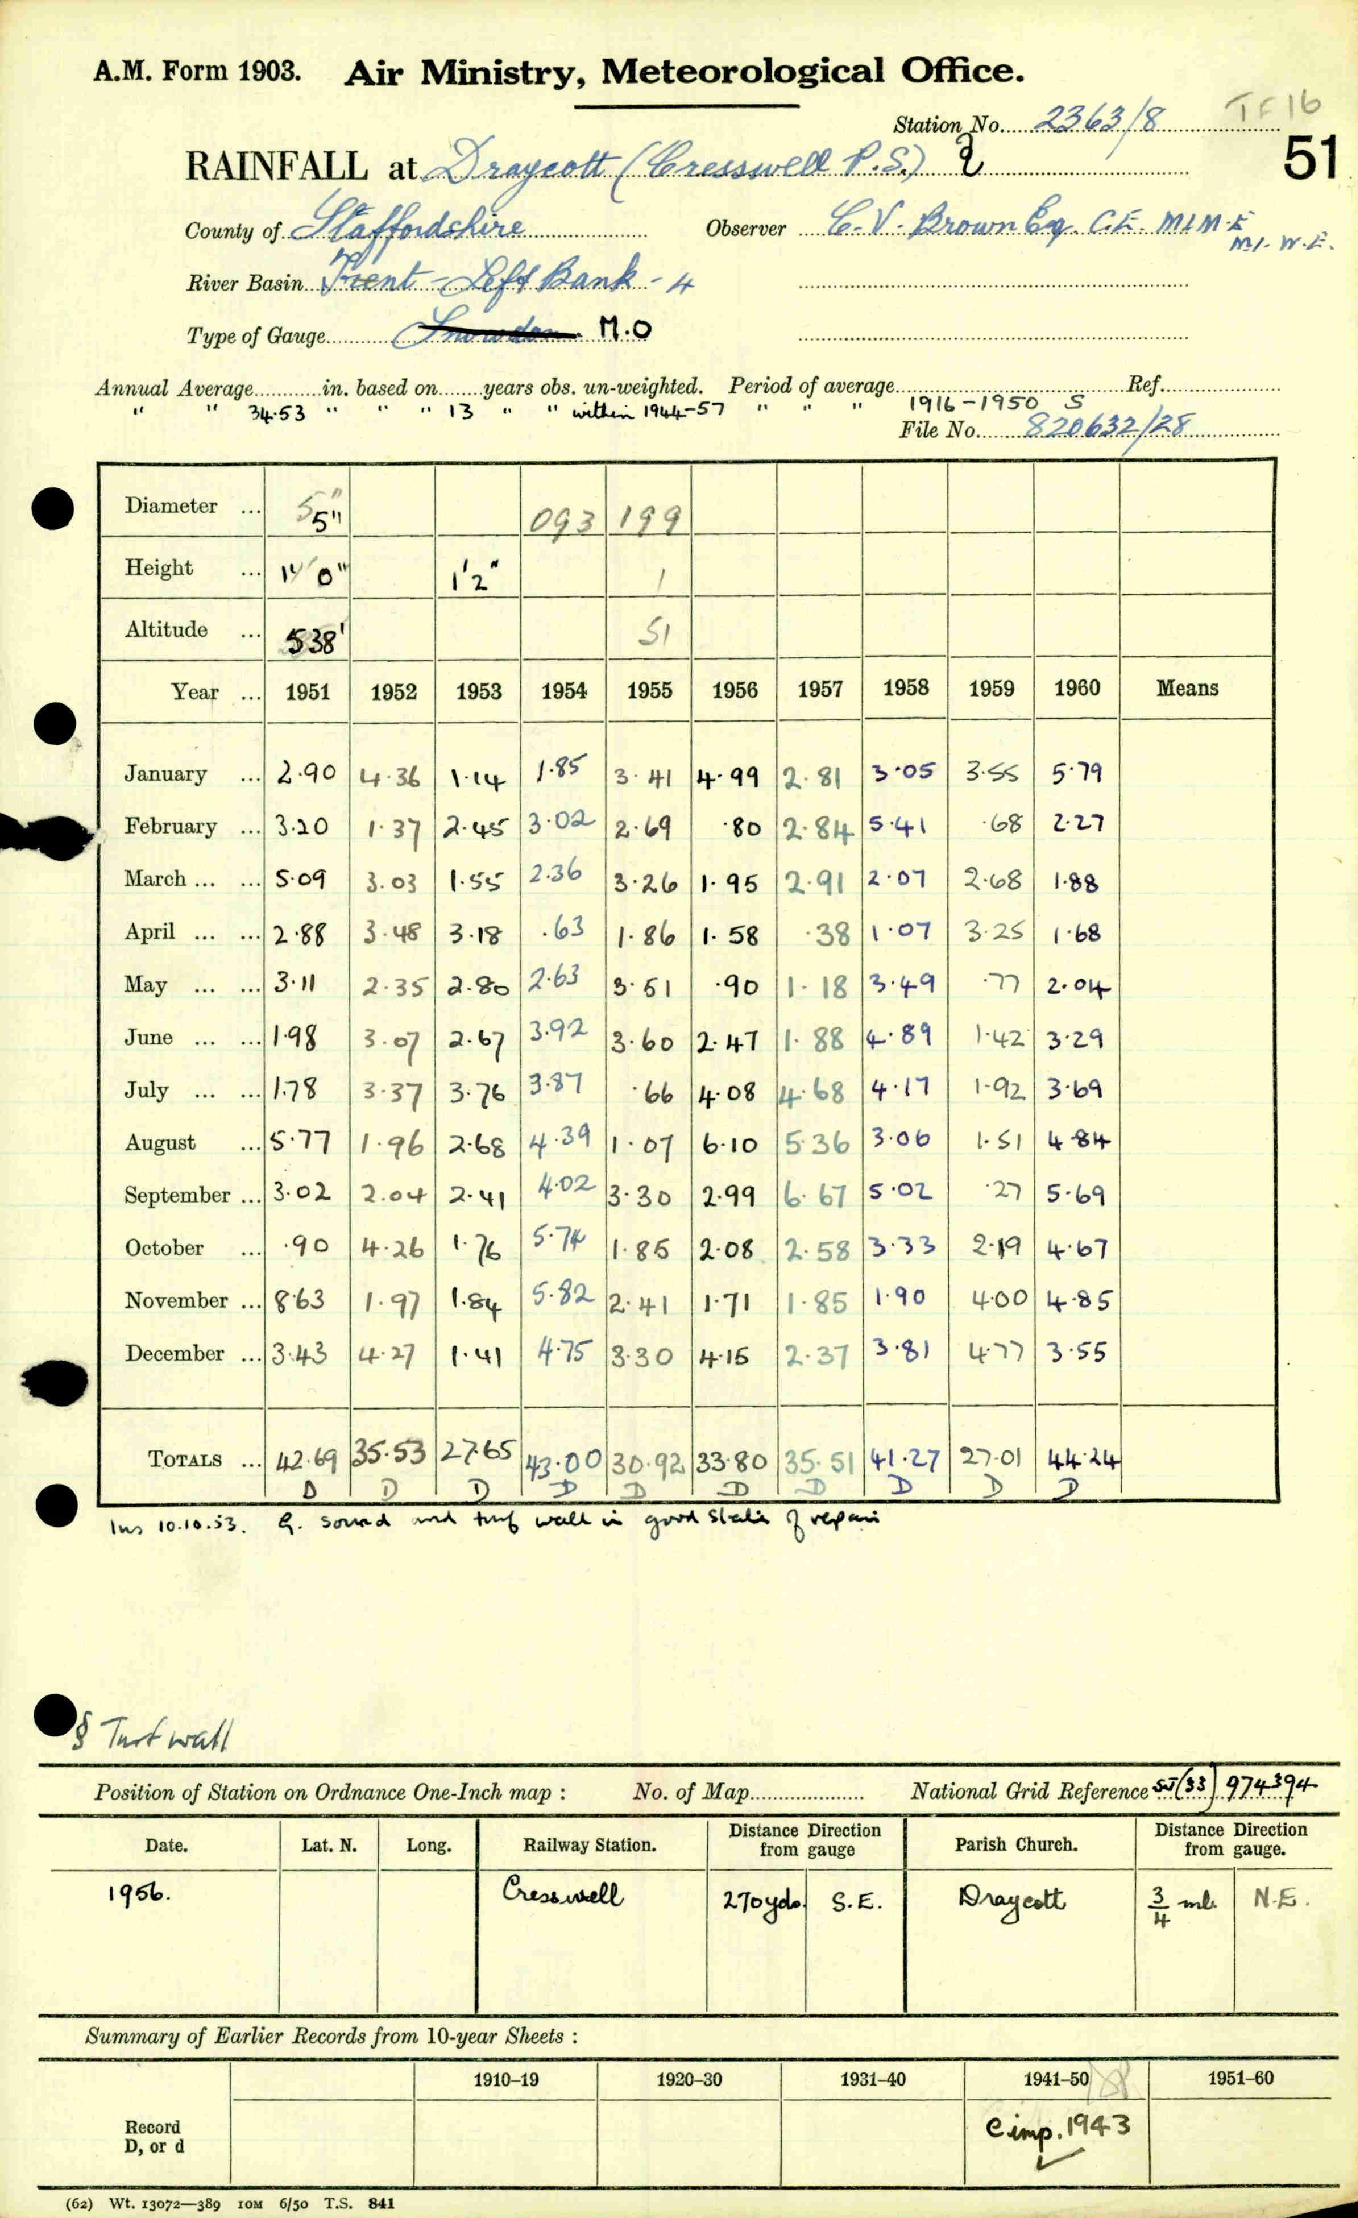 A.M. Form 1903. Air Ministry, Meteorological Office.
Station No. 2363/8 TF16
51
RAINFALL at Draycott (Cresswell P.S.)
County of Staffordshire Observer C.V. Brown Esq. C.E. M.I.M.E
M.I.W.E.
River Basin Trent - Left Bank - 4
Type of Gauge Snowdon M.O
Annual Average in. based on years obs. un-weighted. Period of average Ref.
" " 34.53 " " " 13 " " within 1944-57 " " " 1916-1950 S
File No. 820632/28
Diameter ... 5" 5" 093 199
Height ... 1' 0" 1'2" 1
Altitude ... 538' 51
Year ... 1951 1952 1953 1954 1955 1956 1957 1958 1959 1960 Means
January ... 2.90 4.36 1.14 1.85 3.41 4.99 2.81 3.05 3.55 5.79
February ... 3.20 1.37 2.45 3.02 2.69 .80 2.84 5.41 .68 2.27
March ... ... 5.09 3.03 1.55 2.36 3.26 1.95 2.91 2.07 2.68 1.88
April ... ... 2.88 3.48 3.18 .63 1.86 1.58 .38 1.07 3.25 1.68
May ... ... 3.11 2.35 2.80 2.63 3.51 .90 1.18 3.49 .77 2.04
June ... ... 1.98 3.07 2.67 3.92 3.60 2.47 1.88 4.89 1.42 3.29
July ... ... 1.78 3.37 3.76 3.87 .66 4.08 4.68 4.17 1.92 3.69
August ... 5.77 1.96 2.68 4.39 1.07 6.10 5.36 3.06 1.51 4.84
September ... 3.02 2.04 2.41 4.02 3.30 2.99 6.67 5.02 .27 5.69
October ... .90 4.26 1.76 5.74 1.85 2.08 2.58 3.33 2.19 4.67
November ... 8.63 1.97 1.84 5.82 2.41 1.71 1.85 1.90 4.00 4.85
December ... 3.43 4.27 1.41 4.75 3.30 4.15 2.37 3.81 4.77 3.55
TOTALS ... 42.69 35.53 27.65 43.00 30.92 33.80 35.51 41.27 27.01 44.24
D D D D D D D D D D
Ins 10.10.53. G. sound and turf wall in good state of repair
§ Turf wall
Position of Station on Ordnance One-Inch map : No. of Map National Grid Reference SJ(33) 974394
Date. Lat. N. Long. Railway Station. Distance Direction from gauge Parish Church. Distance Direction from gauge.
1956. Cresswell 270 yds. S.E. Draycott 3/4 ml. N.E.
Summary of Earlier Records from 10-year Sheets :
1910–19 1920–30 1931–40 1941–50 1951–60
Record
D, or d
C imp. 1943
(62) Wt. 13072—389 10M 6/50 T.S. 841